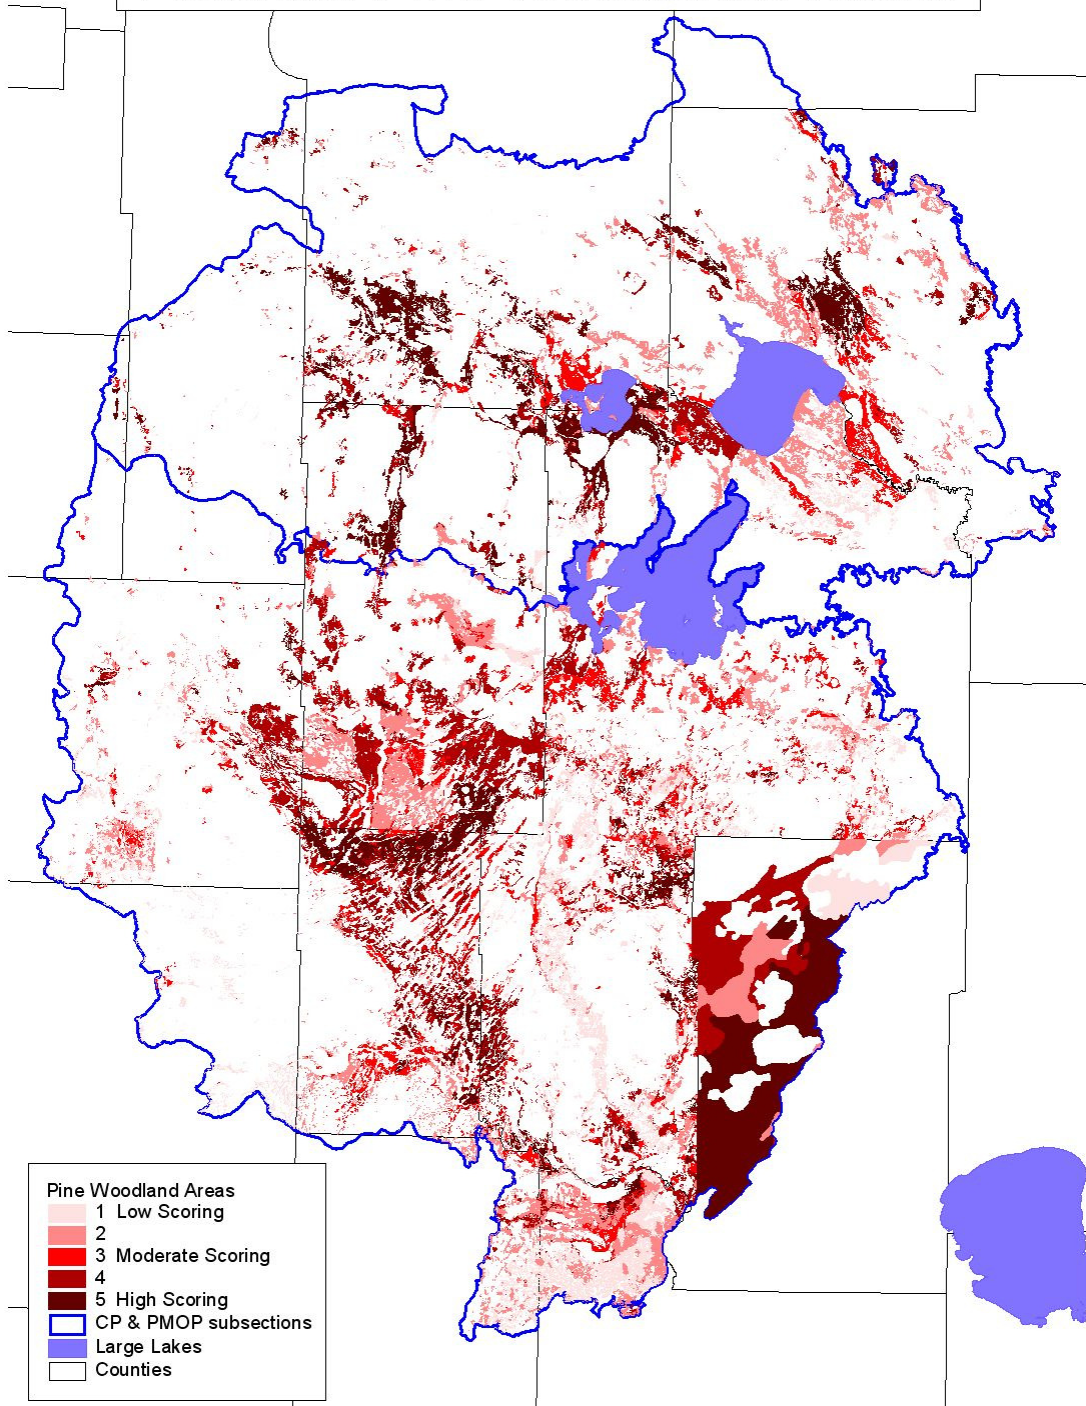 Pine Woodland Areas
1 Low Scoring
2
3 Moderate Scoring
4
5 High Scoring
CP & PMOP subsections
Large Lakes
Counties